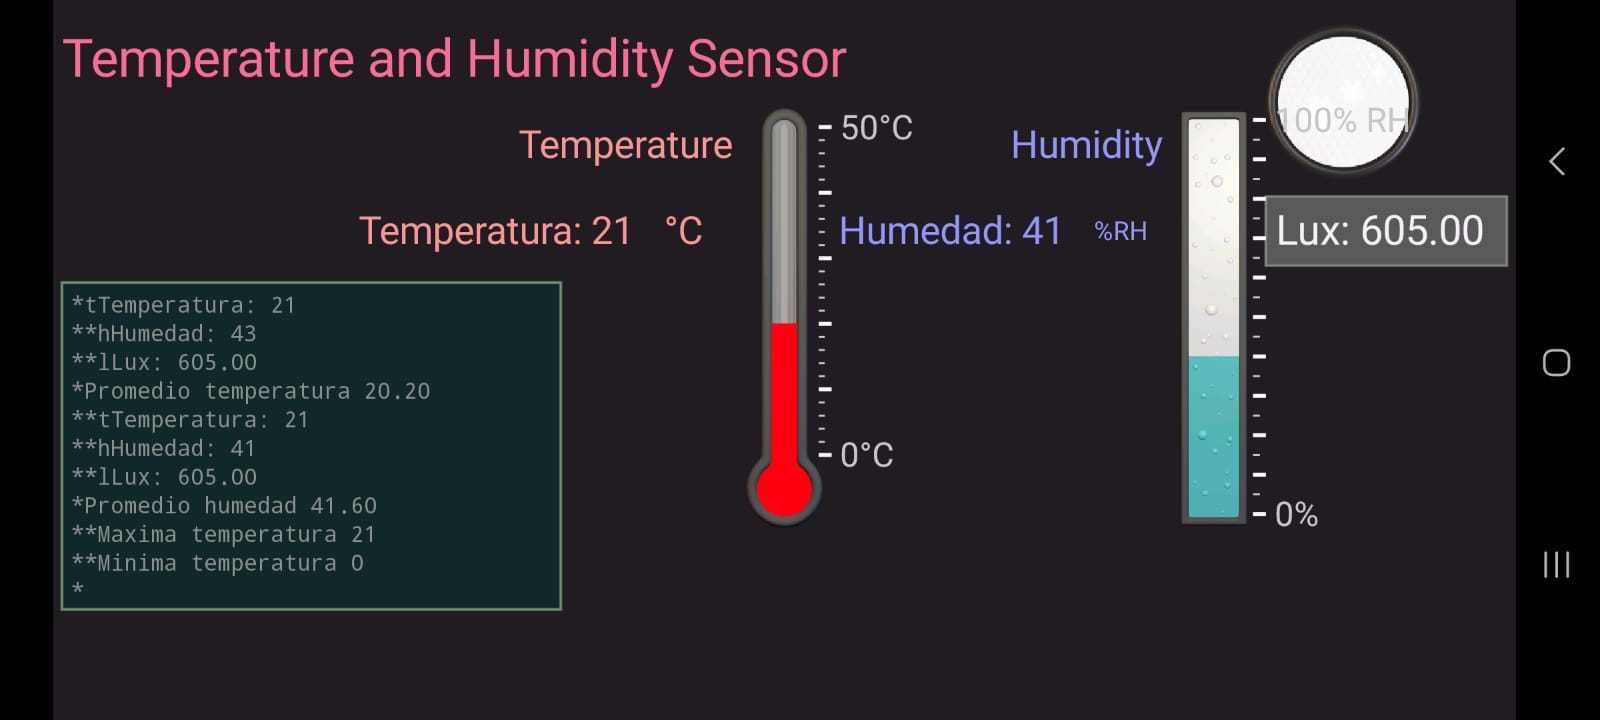 Temperature and Humidity Sensor
Temperature
50°C
Humidity
100% RH
Temperatura: 21 °C
Humedad: 41 %RH
Lux: 605.00
*tTemperatura: 21
**hHumedad: 43
**lLux: 605.00
*Promedio temperatura 20.20
**tTemperatura: 21
**hHumedad: 41
**lLux: 605.00
*Promedio humedad 41.60
**Maxima temperatura 21
**Minima temperatura 0
*
0°C
0%